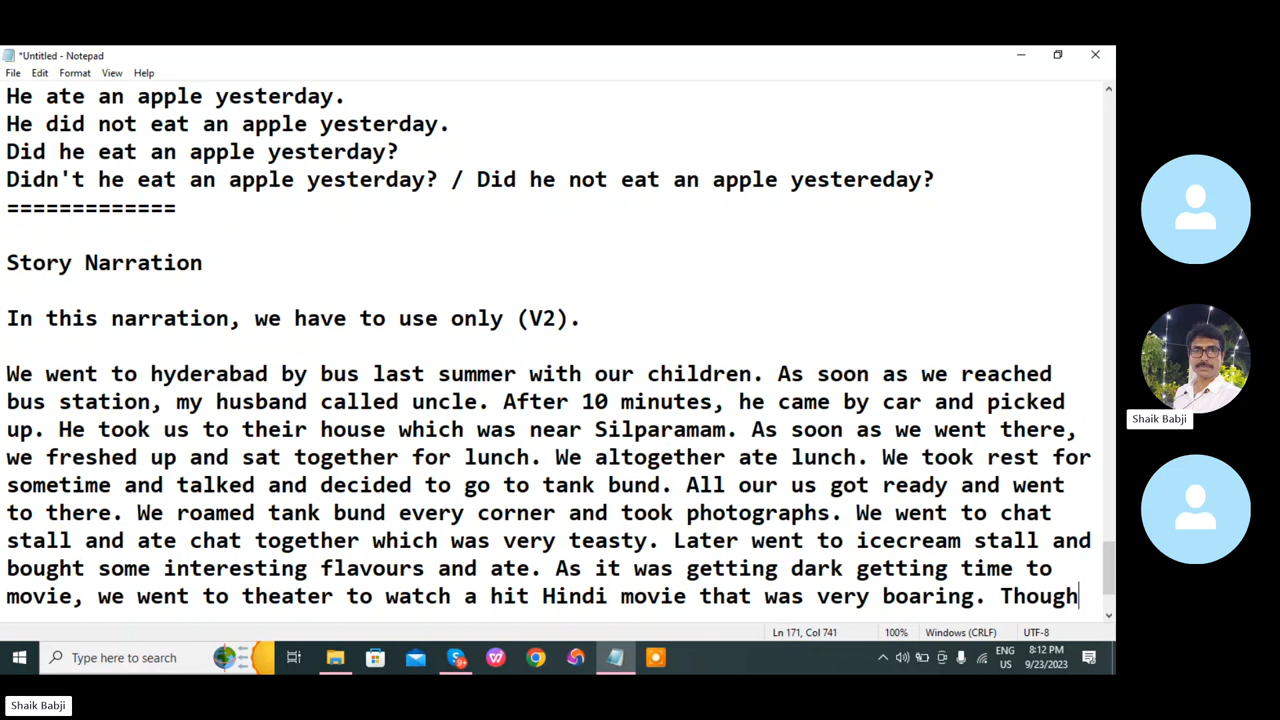 *Untitled - Notepad
File Edit Format View Help
He ate an apple yesterday.
He did not eat an apple yesterday.
Did he eat an apple yesterday?
Didn't he eat an apple yesterday? / Did he not eat an apple yestereday?
=============
Story Narration
In this narration, we have to use only (V2).
We went to hyderabad by bus last summer with our children. As soon as we reached
bus station, my husband called uncle. After 10 minutes, he came by car and picked
up. He took us to their house which was near Silparamam. As soon as we went there,
we freshed up and sat together for lunch. We altogether ate lunch. We took rest for
sometime and talked and decided to go to tank bund. All our us got ready and went
to there. We roamed tank bund every corner and took photographs. We went to chat
stall and ate chat together which was very teasty. Later went to icecream stall and
bought some interesting flavours and ate. As it was getting dark getting time to
movie, we went to theater to watch a hit Hindi movie that was very boaring. Though
Ln 171, Col 741 100% Windows (CRLF) UTF-8
Type here to search
ENG
US
8:12 PM
9/23/2023
Shaik Babji
Shaik Babji